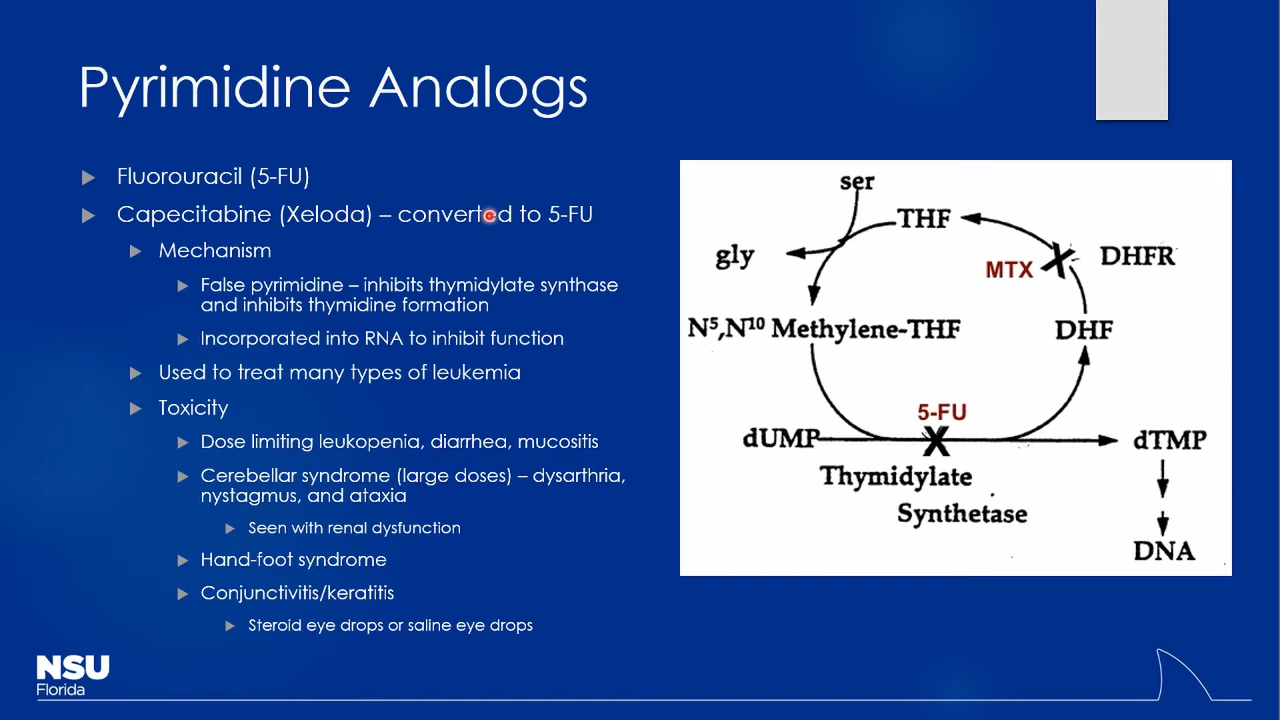 Pyrimidine Analogs
Fluorouracil (5-FU)
Capecitabine (Xeloda) – converted to 5-FU
Mechanism
False pyrimidine – inhibits thymidylate synthase
and inhibits thymidine formation
Incorporated into RNA to inhibit function
Used to treat many types of leukemia
Toxicity
Dose limiting leukopenia, diarrhea, mucositis
Cerebellar syndrome (large doses) – dysarthria,
nystagmus, and ataxia
Seen with renal dysfunction
Hand-foot syndrome
Conjunctivitis/keratitis
Steroid eye drops or saline eye drops
ser
THF
gly
MTX
X
DHFR
N⁵,N¹⁰ Methylene-THF
DHF
5-FU
dUMP
X
dTMP
Thymidylate
Synthetase
DNA
NSU
Florida